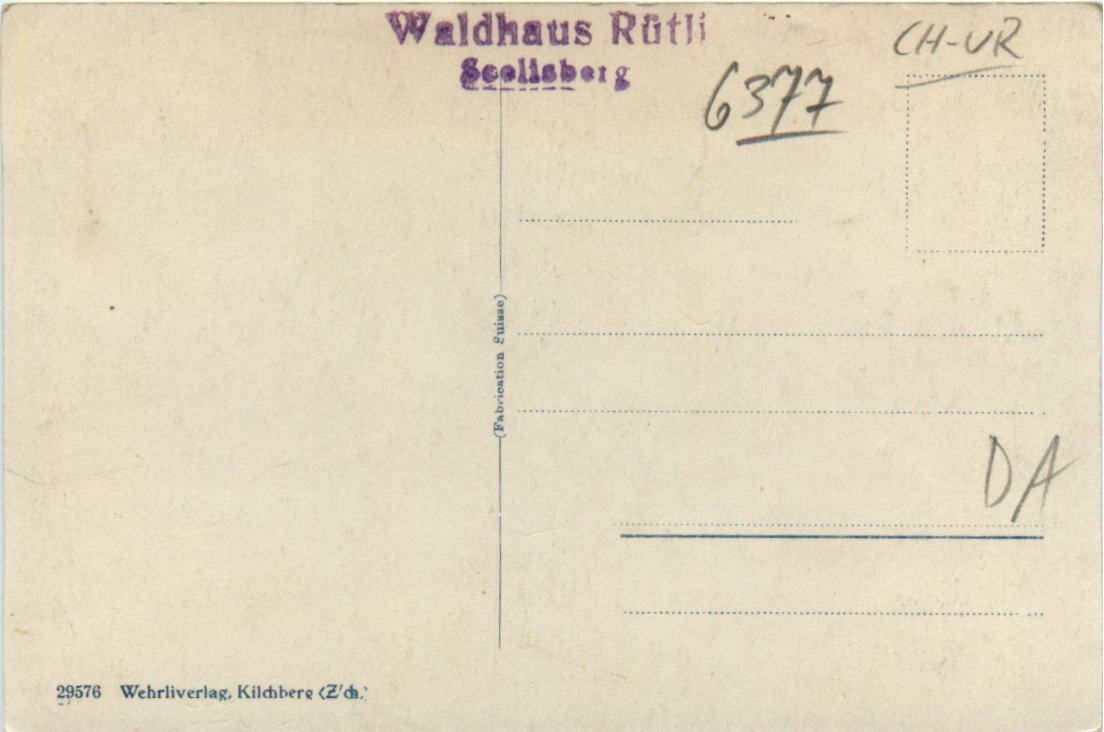 Waldhaus Rütli
Seelisberg
CH-UR
6377
(Fabrication Suisse)
DA
29576 Wehrliverlag, Kilchberg (Z'ch.)